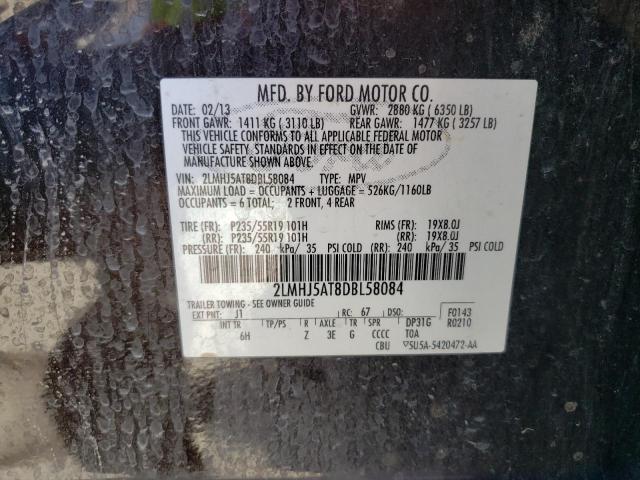 MFD. BY FORD MOTOR CO.
DATE: 02/13 GVWR: 2880 KG ( 6350 LB)
FRONT GAWR: 1411 KG ( 3110 LB) REAR GAWR: 1477 KG ( 3257 LB)
THIS VEHICLE CONFORMS TO ALL APPLICABLE FEDERAL MOTOR
VEHICLE SAFETY STANDARDS IN EFFECT ON THE DATE OF
MANUFACTURE SHOWN ABOVE.
VIN: 2LMHJ5AT8DBL58084 TYPE: MPV
MAXIMUM LOAD = OCCUPANTS + LUGGAGE = 526KG/1160LB
OCCUPANTS = 6 TOTAL; 2 FRONT, 4 REAR
TIRE (FR): P235/55R19 101H RIMS (FR): 19X8.0J
(RR): P235/55R19 101H (RR): 19X8.0J
PRESSURE (FR): 240 kPa/ 35 PSI COLD (RR): 240 kPa/ 35 PSI COLD
2LMHJ5AT8DBL58084
TRAILER TOWING - SEE OWNER GUIDE
EXT PNT: J1 RC: 67 DSO: F0143
INT TR TP/PS R AXLE TR SPR DP31G R0210
6H Z 3E G CCCC T0A
CBU 5U5A-5420472-AA